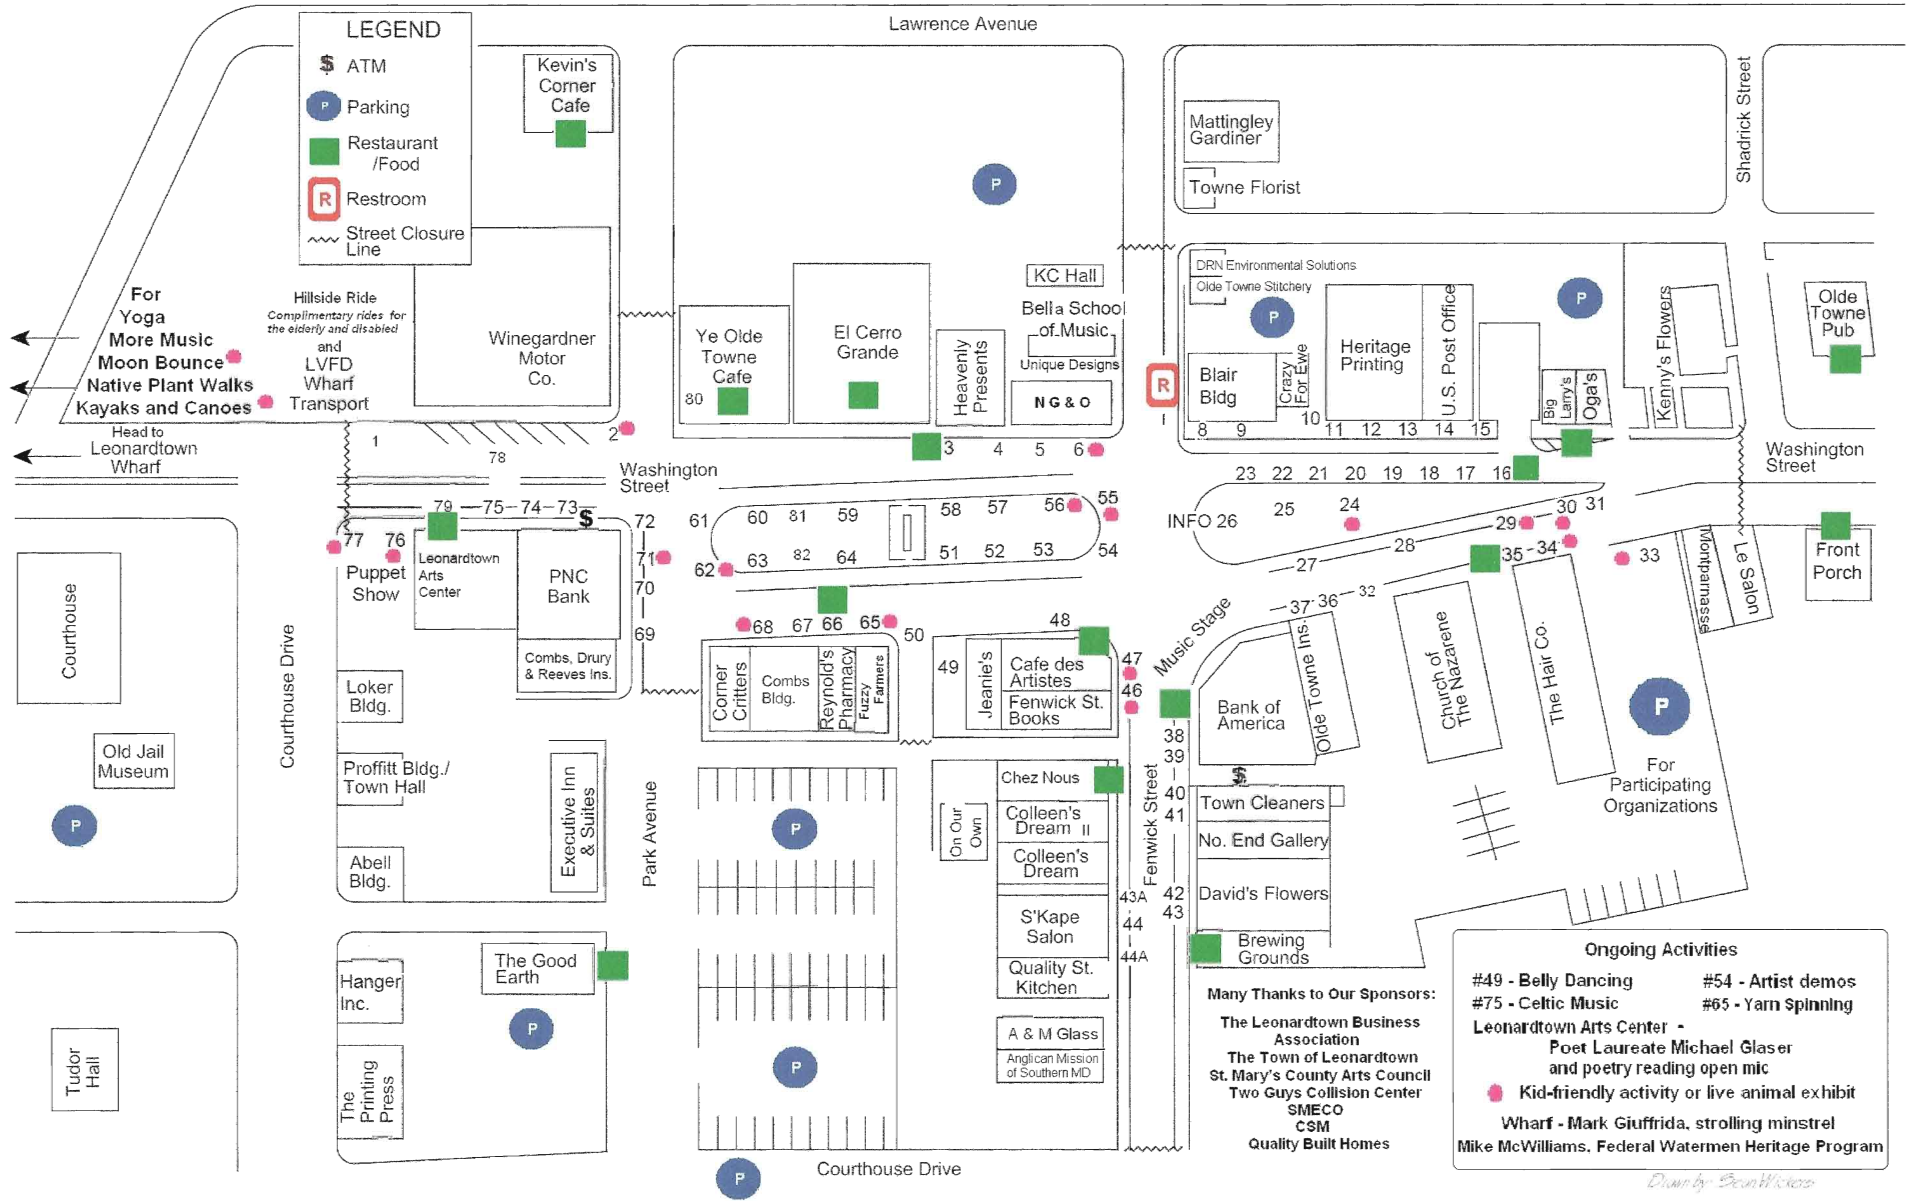 Lawrence Avenue
LEGEND
$ ATM
P Parking
Restaurant
/Food
R Restroom
Street Closure
Line
Kevin's
Corner
Cafe
Mattingley
Gardiner
Towne Florist
Shadrick Street
P
For
Yoga
More Music
Moon Bounce
Native Plant Walks
Kayaks and Canoes
Head to
Leonardtown
Wharf
Hillside Ride
Complimentary rides for
the elderly and disabled
and
LVFD
Wharf
Transport
Winegardner
Motor
Co.
Ye Olde
Towne
Cafe
80
El Cerro
Grande
Heavenly
Presents
KC Hall
Bella School
of Music
Unique Designs
N G & O
R
DRN Environmental Solutions
Olde Towne Stitchery
P
Blair
Bldg
Crazy
For Ewe
Heritage
Printing
U.S. Post Office
P
Big
Larry's
Oga's
Kenny's Flowers
Olde
Towne
Pub
1
78
2
3 4 5 6
8 9 10 11 12 13 14 15
Washington
Street
Washington
Street
23 22 21 20 19 18 17 16
INFO 26 25 24 29 30 31
28
27
79 75 74 73 $
72
77 76
71
70
69
61 60 81 59 58 57 56 55
62 63 82 64 51 52 53 54
68 67 66 65 50
48
49
47
46
37 36 32 35 34 33
Puppet
Show
Leonardtown
Arts
Center
PNC
Bank
Combs, Drury
& Reeves Ins.
Courthouse
Courthouse Drive
Loker
Bldg.
Old Jail
Museum
P
Proffitt Bldg./
Town Hall
Abell
Bldg.
Executive Inn
& Suites
Park Avenue
Corner
Critters
Combs
Bldg.
Reynold's
Pharmacy
Fuzzy
Farmers
Jeanie's
Cafe des
Artistes
Fenwick St.
Books
Music Stage
Bank of
America
Olde Towne Ins.
Church of
The Nazarene
The Hair Co.
Montparnasse
Le Salon
Front
Porch
P
For
Participating
Organizations
38
39
$
40
41
Town Cleaners
No. End Gallery
42
43
David's Flowers
Brewing
Grounds
Fenwick Street
43A
44
44A
P
On Our
Own
Chez Nous
Colleen's
Dream II
Colleen's
Dream
S'Kape
Salon
Quality St.
Kitchen
A & M Glass
Anglican Mission
of Southern MD
P
P
Courthouse Drive
Tudor
Hall
Hanger
Inc.
The Good
Earth
P
The
Printing
Press
Many Thanks to Our Sponsors:
The Leonardtown Business
Association
The Town of Leonardtown
St. Mary's County Arts Council
Two Guys Collision Center
SMECO
CSM
Quality Built Homes
Ongoing Activities
#49 - Belly Dancing #54 - Artist demos
#75 - Celtic Music #65 - Yarn Spinning
Leonardtown Arts Center -
Poet Laureate Michael Glaser
and poetry reading open mic
Kid-friendly activity or live animal exhibit
Wharf - Mark Giuffrida, strolling minstrel
Mike McWilliams, Federal Watermen Heritage Program
Drawn by Sean Wickers